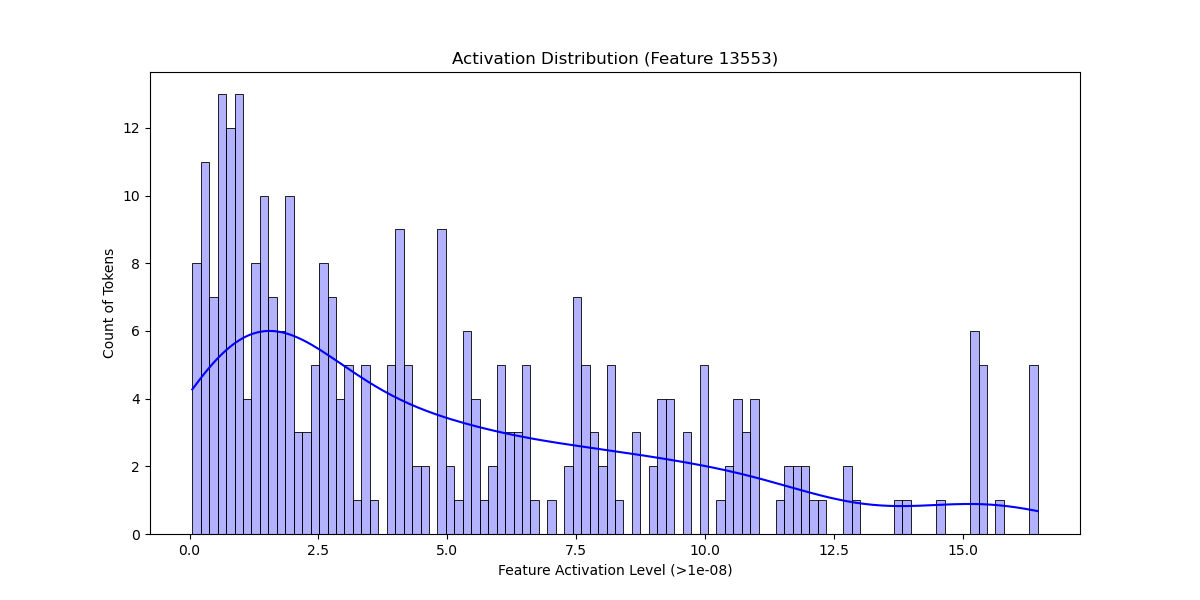 Activation Distribution (Feature 13553)
Count of Tokens
12
10
8
6
4
2
0
0.0 2.5 5.0 7.5 10.0 12.5 15.0
Feature Activation Level (>1e-08)